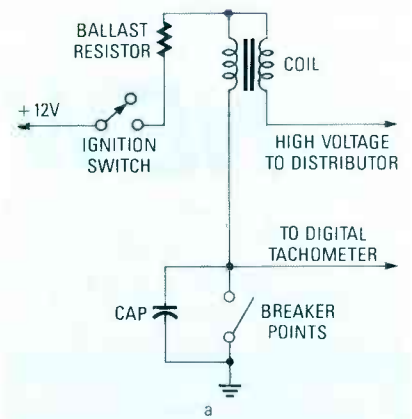 BALLAST
RESISTOR
COIL
+12V
IGNITION
SWITCH
HIGH VOLTAGE
TO DISTRIBUTOR
TO DIGITAL
TACHOMETER
CAP
BREAKER
POINTS
a